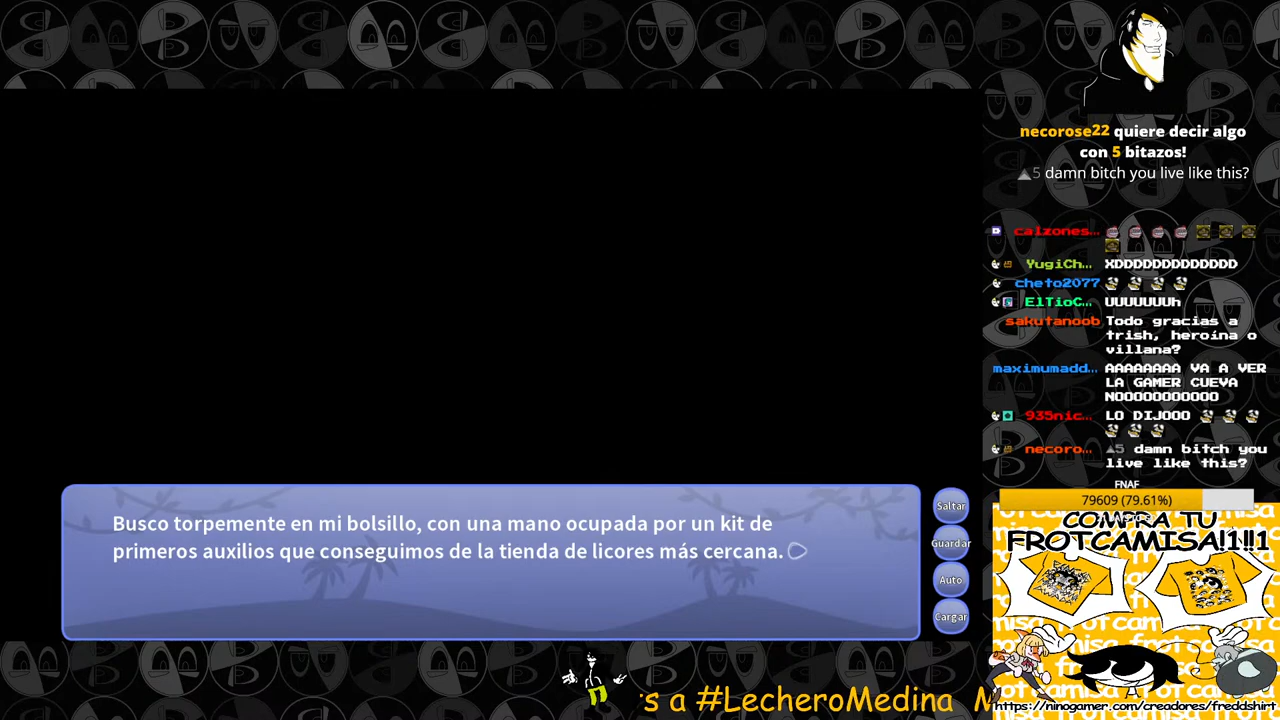 necorose22 quiere decir algo
con 5 bitazos!
5 damn bitch you live like this?
calzones...
YugiCh... XDDDDDDDDDDDDD
cheto2077
ElTioC... UUUUUUUh
sakutanoob Todo gracias a
trish, heroina o
villana?
maximumadd... AAAAAAAA VA A VER
LA GAMER CUEVA
NOOOOOOOOOOO
935nic... LO DIJOOO
necoro... 5 damn bitch you
live like this?
FNAF
79609 (79.61%)
COMPRA TU
FROTCAMISA!1!!1
https://ninogamer.com/creadores/freddshirt
Busco torpemente en mi bolsillo, con una mano ocupada por un kit de
primeros auxilios que conseguimos de la tienda de licores más cercana.
Saltar
Guardar
Auto
Cargar
s a #LecheroMedina M